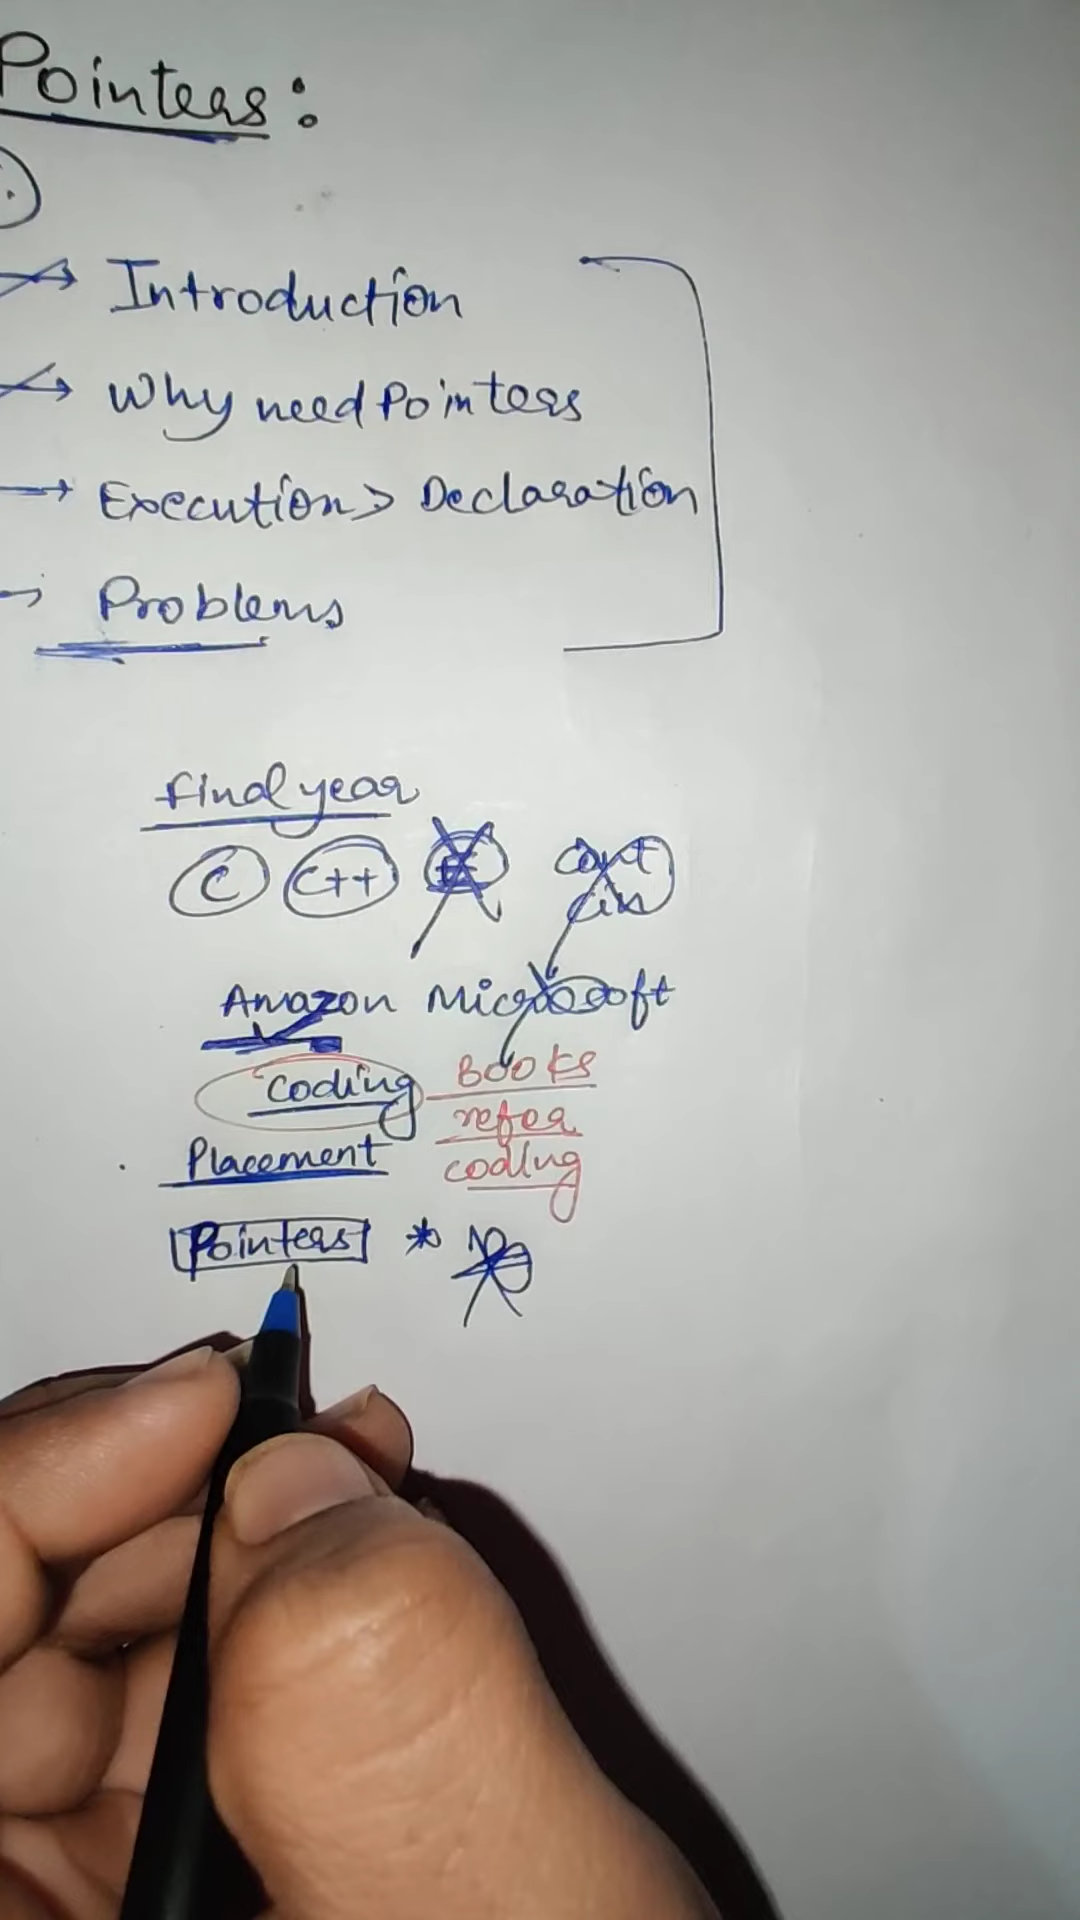 Pointers:
→ Introduction
→ Why need Pointers
→ Execution > Declaration
→ Problems
final year
C C++
Amazon Microsoft
coding Books
refer
Placement coding
Pointers *